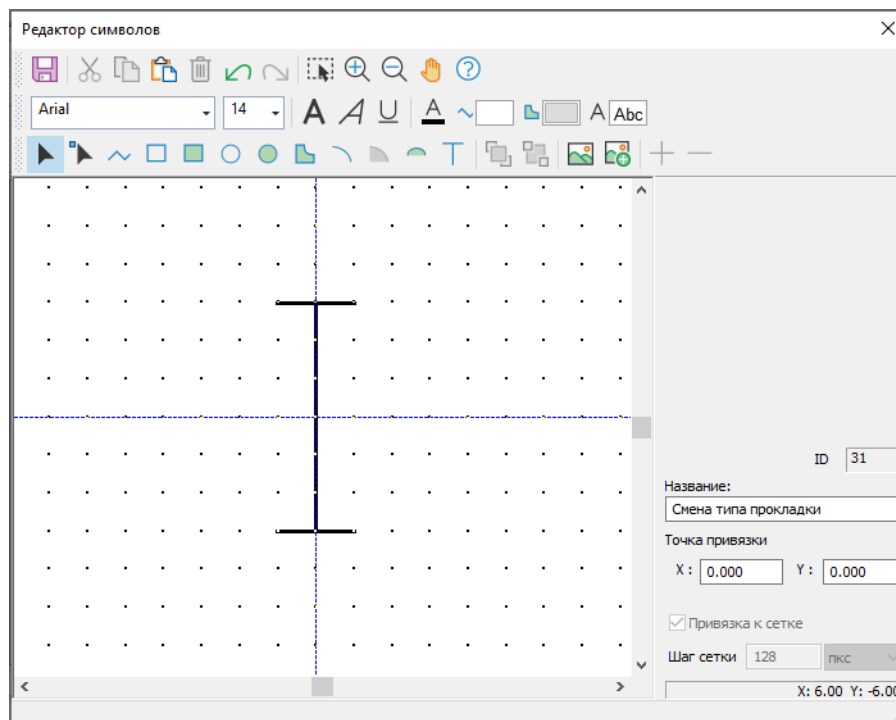 Редактор символов
Arial
14
A A U A A Abc
ID 31
Название:
Смена типа прокладки
Точка привязки
X: 0.000 Y: 0.000
Привязка к сетке
Шаг сетки 128 пкс
X: 6.00 Y: -6.00